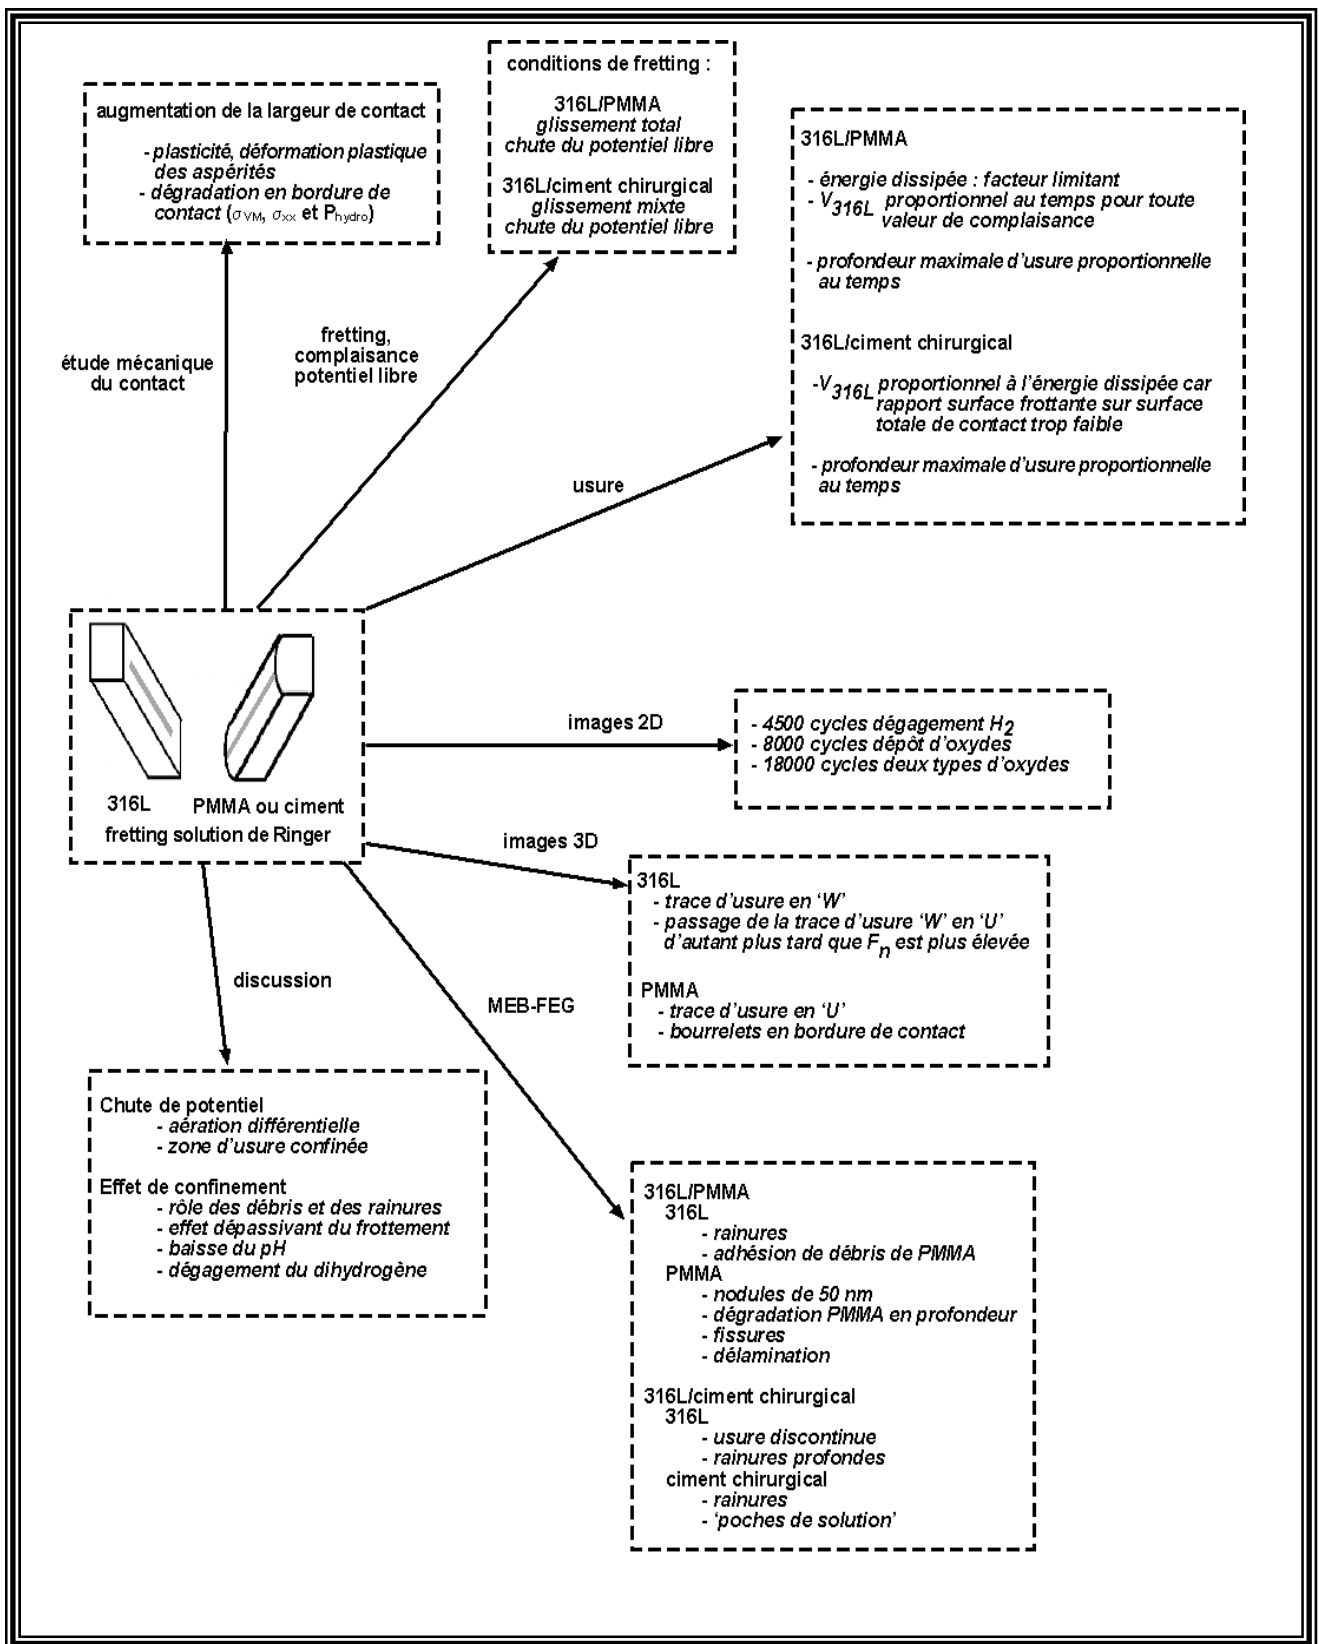 conditions de fretting :
316L/PMMA
glissement total
chute du potentiel libre
316L/ciment chirurgical
glissement mixte
chute du potentiel libre
augmentation de la largeur de contact
- plasticité, déformation plastique
des aspérités
- dégradation en bordure de
contact (σVM, σxx et Phydro)
316L/PMMA
- énergie dissipée : facteur limitant
- V316L proportionnel au temps pour toute
valeur de complaisance
- profondeur maximale d'usure proportionnelle
au temps
316L/ciment chirurgical
-V316L proportionnel à l'énergie dissipée car
rapport surface frottante sur surface
totale de contact trop faible
- profondeur maximale d'usure proportionnelle
au temps
étude mécanique
du contact
fretting,
complaisance
potentiel libre
usure
316L
PMMA ou ciment
fretting solution de Ringer
images 2D
- 4500 cycles dégagement H2
- 8000 cycles dépôt d'oxydes
- 18000 cycles deux types d'oxydes
images 3D
316L
- trace d'usure en 'W'
- passage de la trace d'usure 'W' en 'U'
d'autant plus tard que Fn est plus élevée
PMMA
- trace d'usure en 'U'
- bourrelets en bordure de contact
discussion
MEB-FEG
Chute de potentiel
- aération différentielle
- zone d'usure confinée
Effet de confinement
- rôle des débris et des rainures
- effet dépassivant du frottement
- baisse du pH
- dégagement du dihydrogène
316L/PMMA
316L
- rainures
- adhésion de débris de PMMA
PMMA
- nodules de 50 nm
- dégradation PMMA en profondeur
- fissures
- délamination
316L/ciment chirurgical
316L
- usure discontinue
- rainures profondes
ciment chirurgical
- rainures
- 'poches de solution'